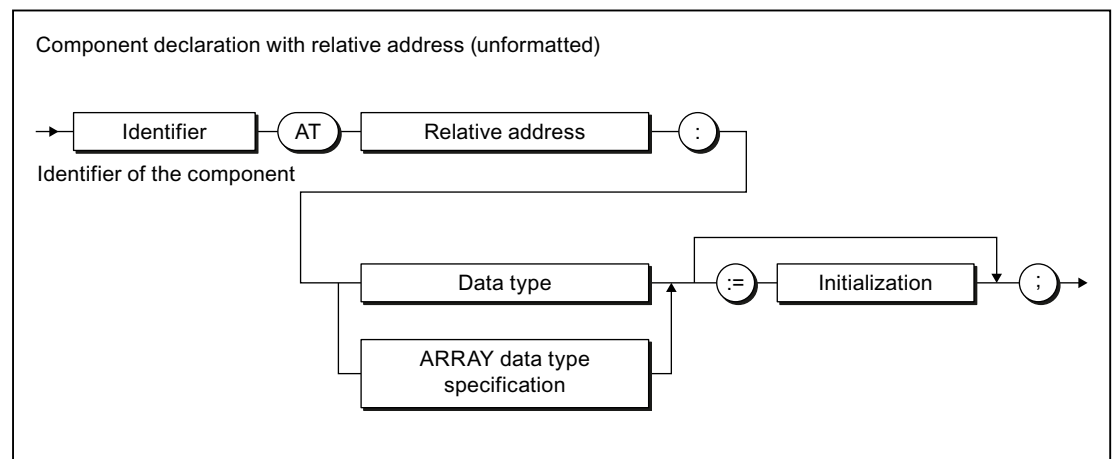 Component declaration with relative address (unformatted)
Identifier AT Relative address :
Identifier of the component
Data type := Initialization ;
ARRAY data type
specification